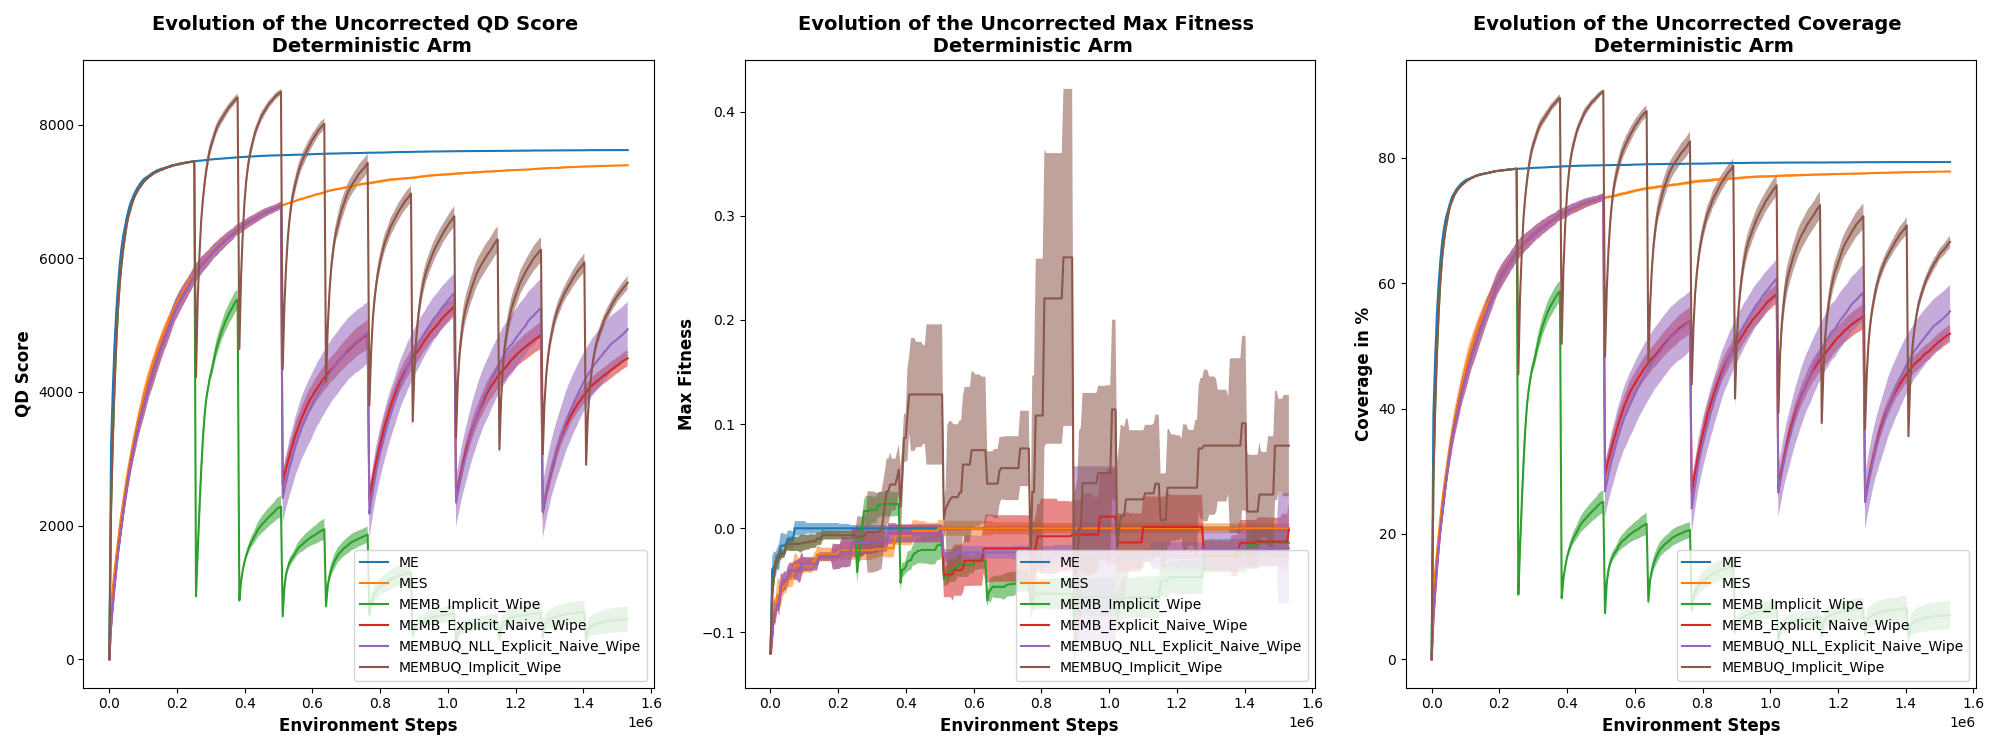 Evolution of the Uncorrected QD Score
Deterministic Arm
QD Score
8000
6000
4000
2000
0
0.0 0.2 0.4 0.6 0.8 1.0 1.2 1.4 1.6
1e6
Environment Steps
ME
MES
MEMB_Implicit_Wipe
MEMB_Explicit_Naive_Wipe
MEMBUQ_NLL_Explicit_Naive_Wipe
MEMBUQ_Implicit_Wipe
Evolution of the Uncorrected Max Fitness
Deterministic Arm
Max Fitness
0.4
0.3
0.2
0.1
0.0
−0.1
0.0 0.2 0.4 0.6 0.8 1.0 1.2 1.4 1.6
1e6
Environment Steps
ME
MES
MEMB_Implicit_Wipe
MEMB_Explicit_Naive_Wipe
MEMBUQ_NLL_Explicit_Naive_Wipe
MEMBUQ_Implicit_Wipe
Evolution of the Uncorrected Coverage
Deterministic Arm
Coverage in %
80
60
40
20
0
0.0 0.2 0.4 0.6 0.8 1.0 1.2 1.4 1.6
1e6
Environment Steps
ME
MES
MEMB_Implicit_Wipe
MEMB_Explicit_Naive_Wipe
MEMBUQ_NLL_Explicit_Naive_Wipe
MEMBUQ_Implicit_Wipe